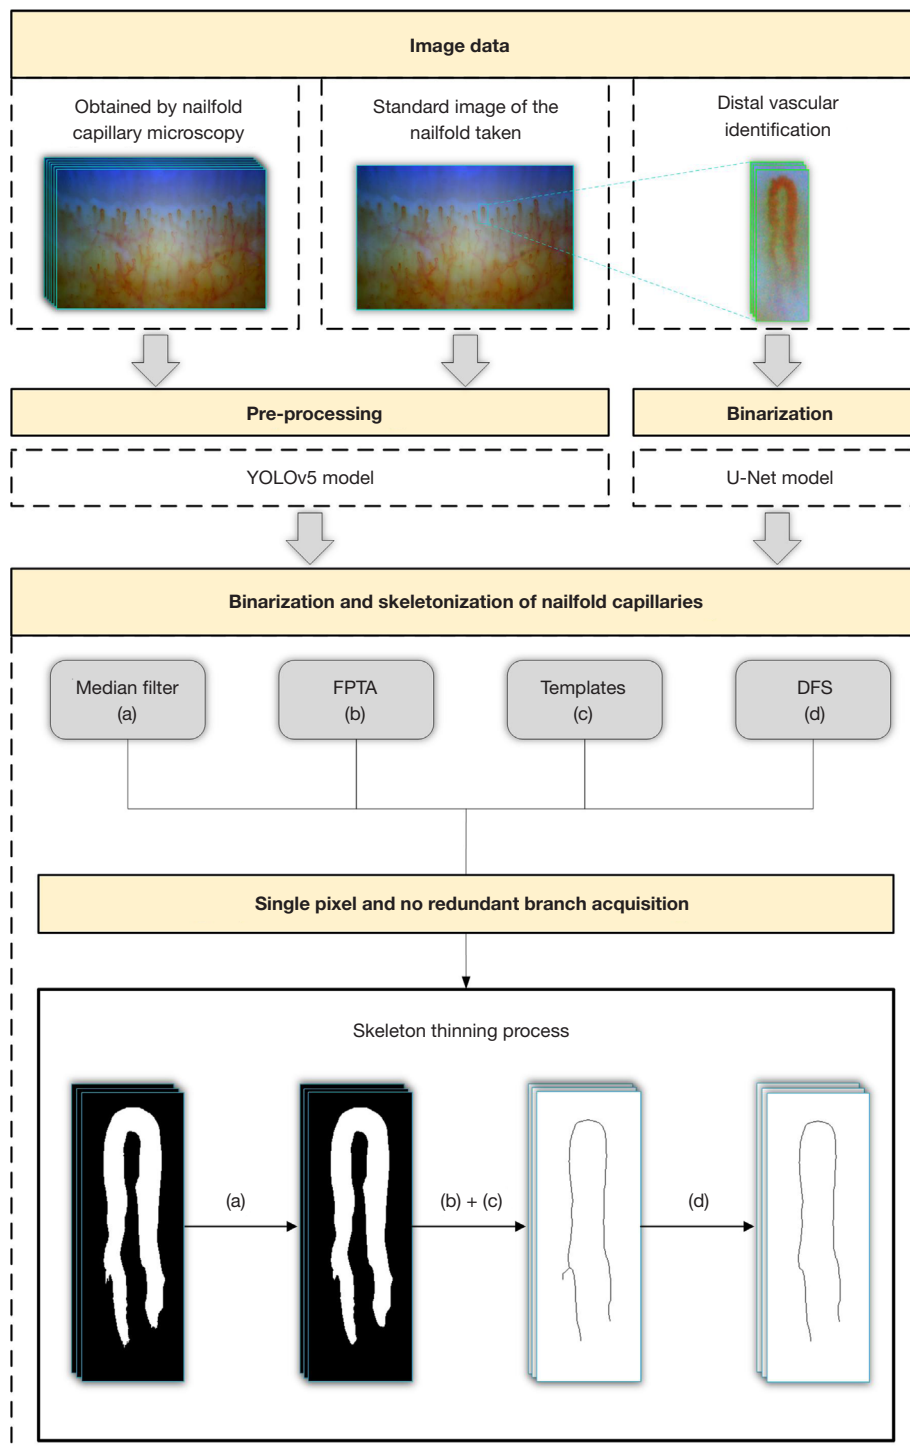 Image data
Obtained by nailfold
capillary microscopy
Standard image of the
nailfold taken
Distal vascular
identification
Pre-processing
Binarization
YOLOv5 model
U-Net model
Binarization and skeletonization of nailfold capillaries
Median filter
(a)
FPTA
(b)
Templates
(c)
DFS
(d)
Single pixel and no redundant branch acquisition
Skeleton thinning process
(a)
(b) + (c)
(d)